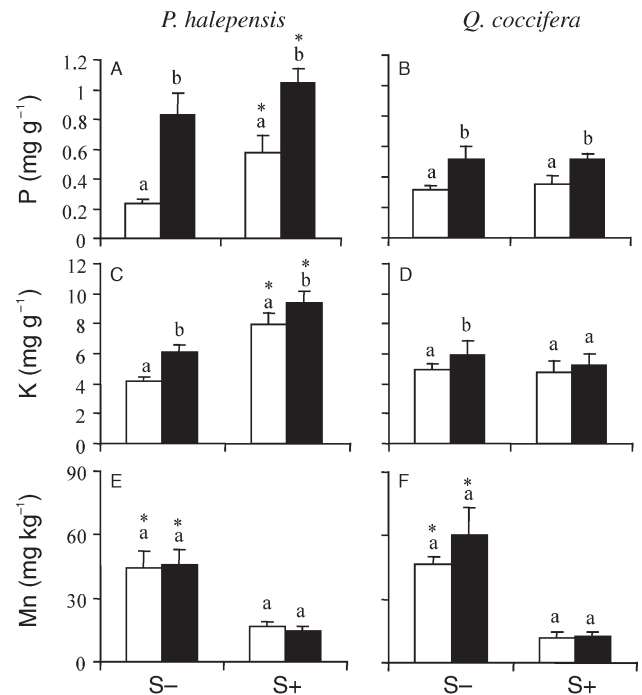 P. halepensis
Q. coccifera
P (mg g⁻¹)
1.2
1
0.8
0.6
0.4
0.2
0
A
a
b
*
a
*
b
B
a
b
a
b
K (mg g⁻¹)
12
10
8
6
4
2
0
C
a
b
*
a
*
b
D
a
b
a
a
Mn (mg kg⁻¹)
90
60
30
0
E
*
a
*
a
a
a
F
*
a
*
a
a
a
S– S+ S– S+